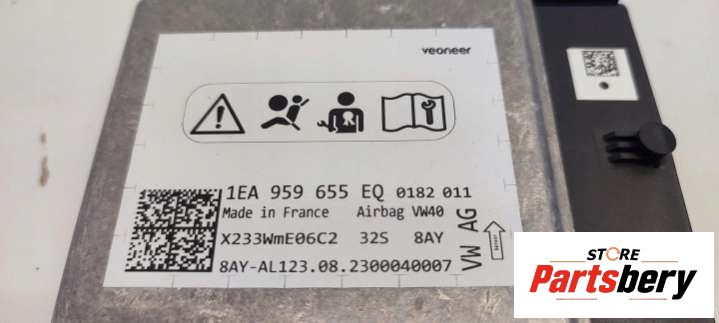 veoneer
1EA 959 655 EQ 0182 011
Made in France Airbag VW40
X233WmE06C2 32S 8AY
8AY-AL123.08.2300040007
VW AG
STORE
Partsbery